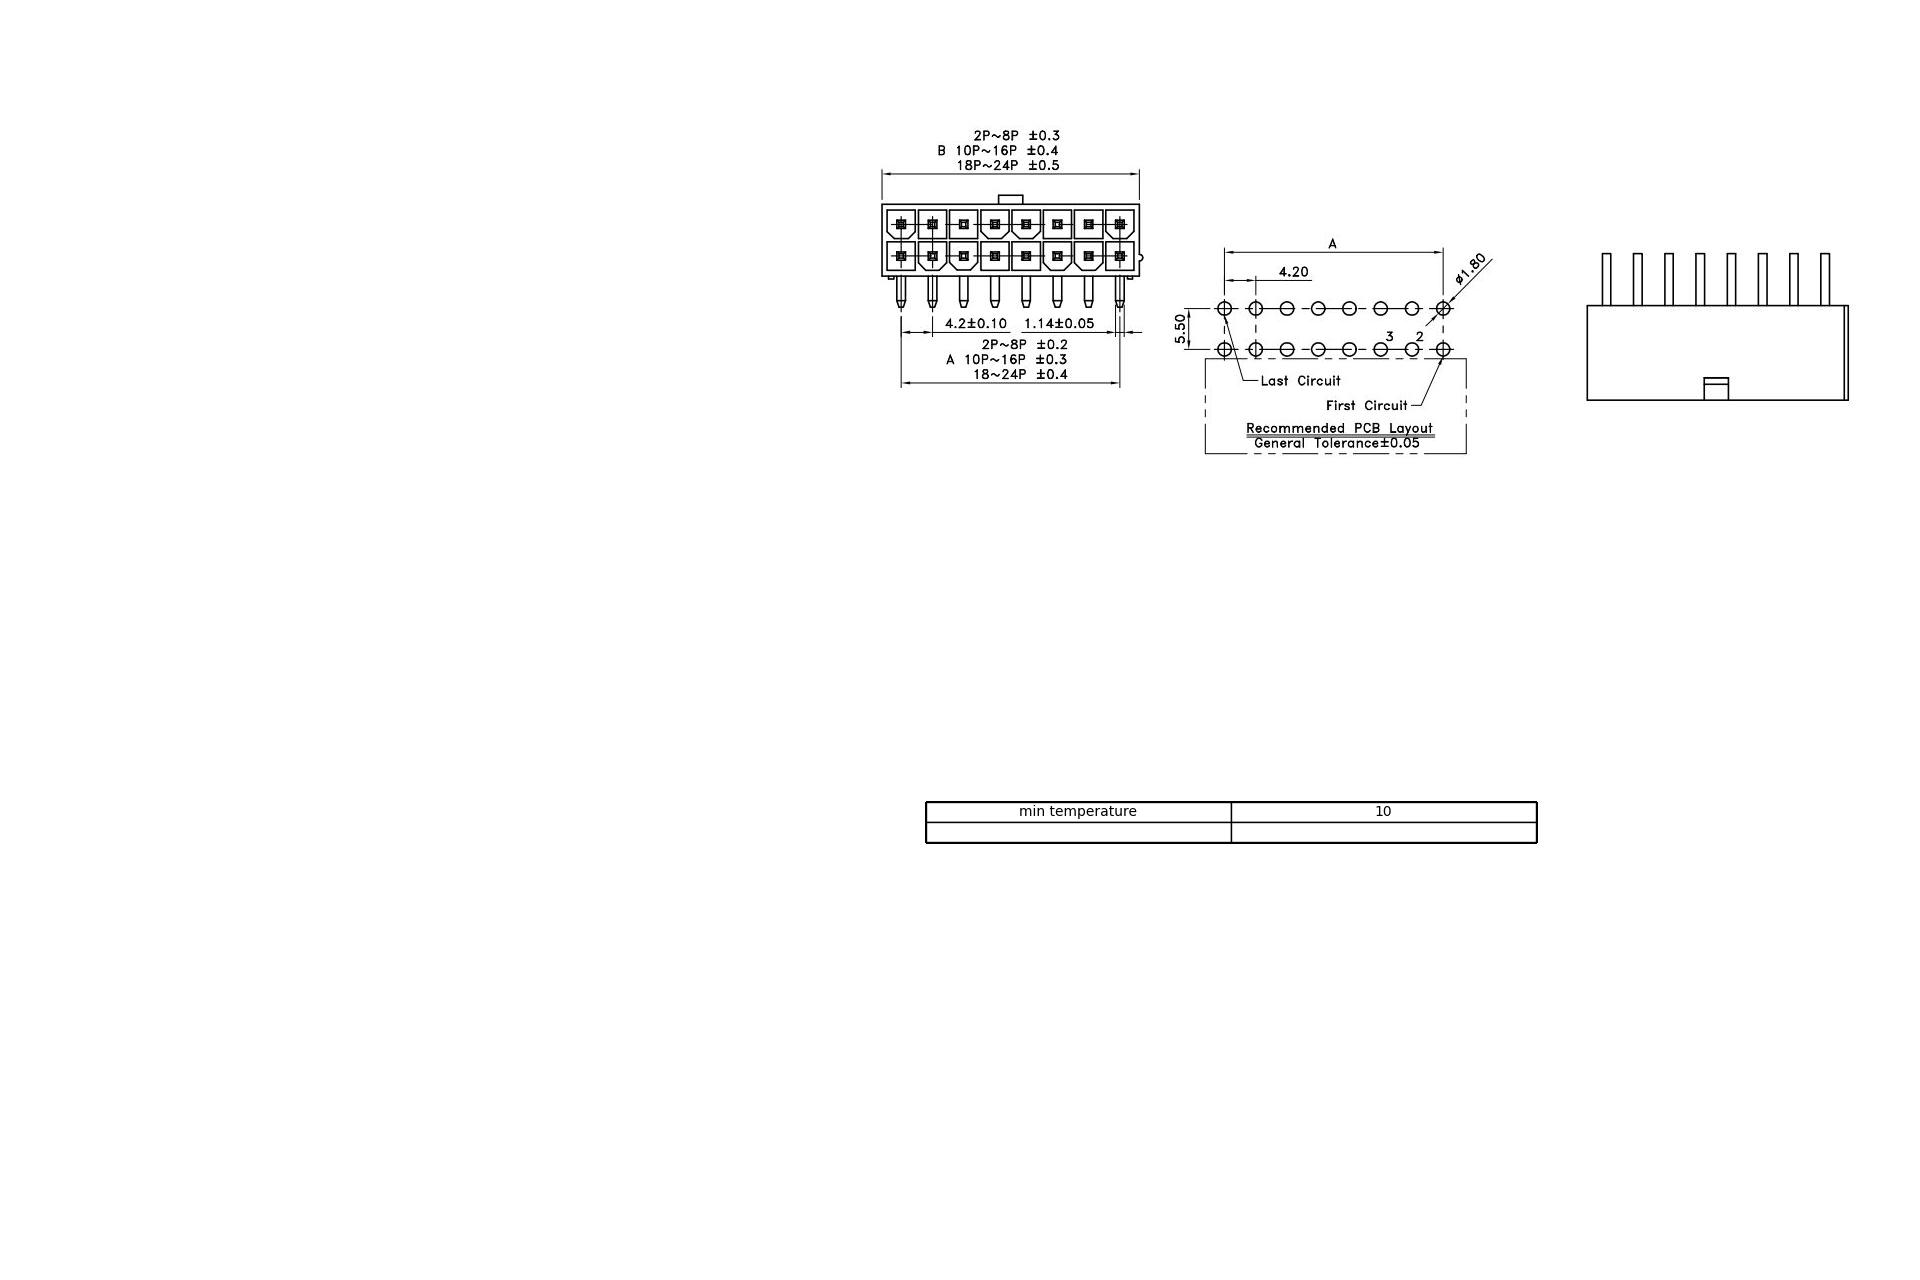 2P~8P ±0.3
B 10P~16P ±0.4
18P~24P ±0.5
4.2±0.10 1.14±0.05
2P~8P ±0.2
A 10P~16P ±0.3
18~24P ±0.4
A
4.20
ø1.80
5.50
3 2
Last Circuit
First Circuit
Recommended PCB Layout
General Tolerance±0.05
min temperature 10